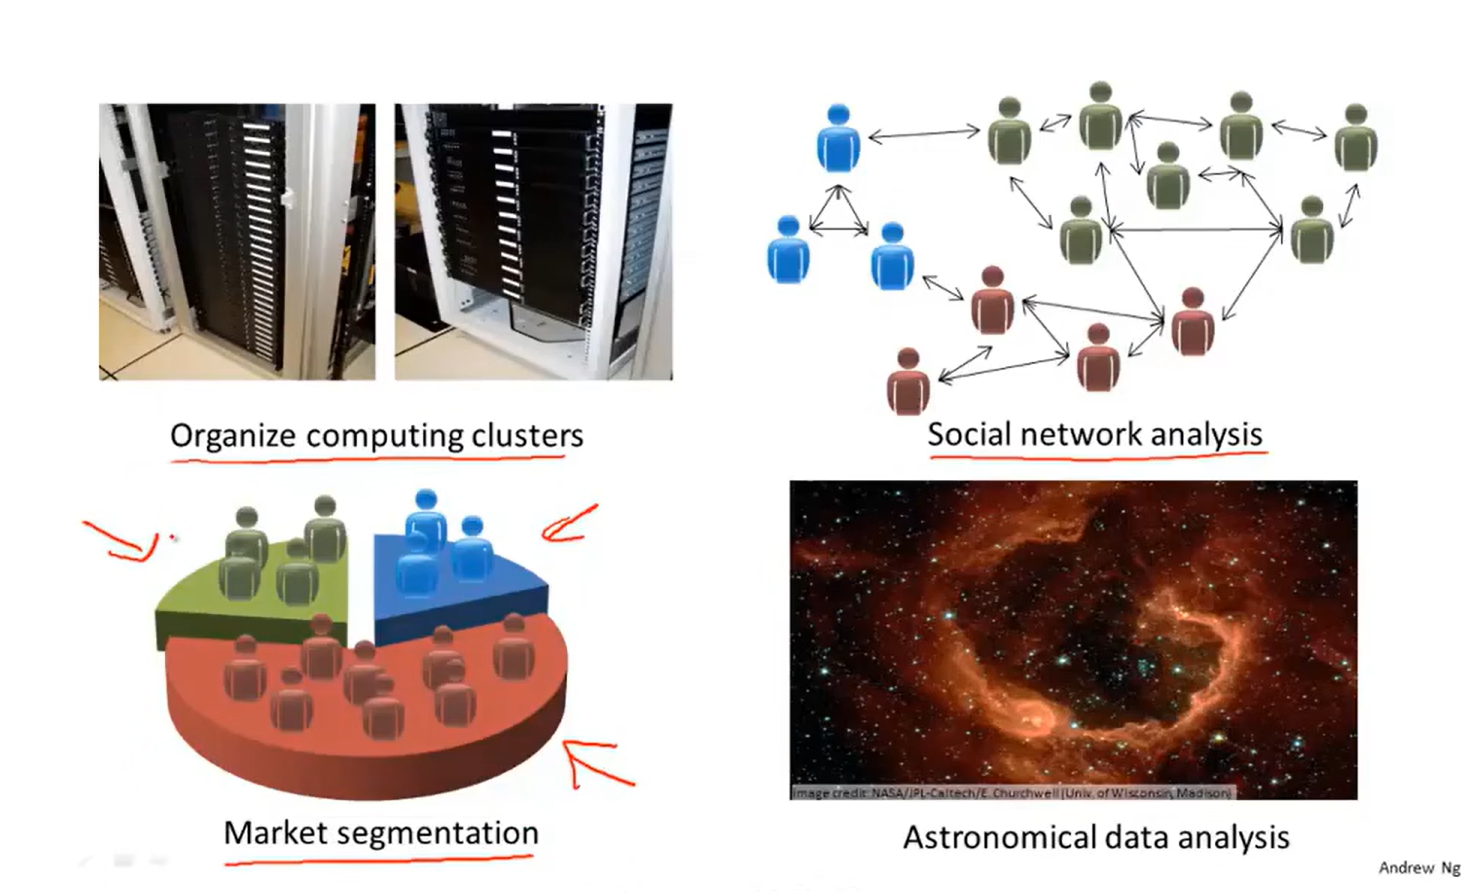 Organize computing clusters
Social network analysis
Image credit: NASA/JPL-Caltech/E. Churchwell (Univ. of Wisconsin, Madison)
Market segmentation
Astronomical data analysis
Andrew Ng